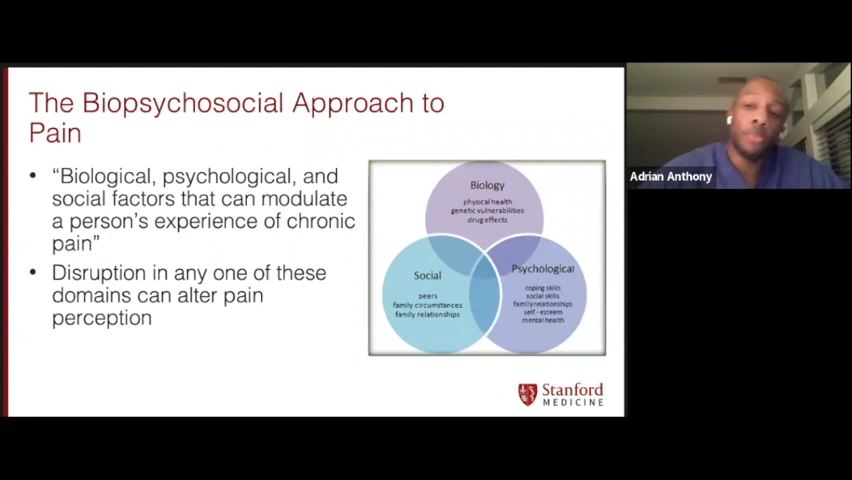 The Biopsychosocial Approach to
Pain
• “Biological, psychological, and
social factors that can modulate
a person’s experience of chronic
pain”
• Disruption in any one of these
domains can alter pain
perception
Biology
physical health
genetic vulnerabilities
drug effects
Social
peers
family circumstances
family relationships
Psychological
coping skills
social skills
family relationships
self - esteem
mental health
Stanford
MEDICINE
Adrian Anthony